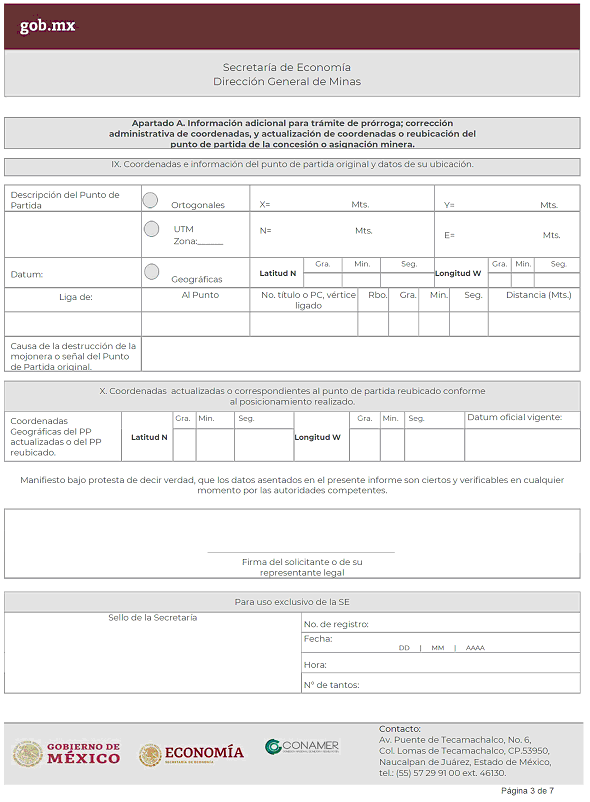 gob.mx
Secretaría de Economía
Dirección General de Minas
Apartado A. Información adicional para trámite de prórroga; corrección
administrativa de coordenadas, y actualización de coordenadas o reubicación del
punto de partida de la concesión o asignación minera.
IX. Coordenadas e información del punto de partida original y datos de su ubicación.
Descripción del Punto de
Partida
Ortogonales
X= Mts.
Y= Mts.
UTM
Zona:______
N= Mts.
E= Mts.
Datum:
Geográficas
Latitud N
Gra. Min. Seg.
Longitud W
Gra. Min. Seg.
Liga de:
Al Punto
No. título o PC, vértice
ligado
Rbo. Gra. Min. Seg.
Distancia (Mts.)
Causa de la destrucción de la
mojonera o señal del Punto
de Partida original.
X. Coordenadas actualizadas o correspondientes al punto de partida reubicado conforme
al posicionamiento realizado.
Coordenadas
Geográficas del PP
actualizadas o del PP
reubicado.
Latitud N
Gra. Min. Seg.
Longitud W
Gra. Min. Seg.
Datum oficial vigente:
Manifiesto bajo protesta de decir verdad, que los datos asentados en el presente informe son ciertos y verificables en cualquier
momento por las autoridades competentes.
Firma del solicitante o de su
representante legal
Para uso exclusivo de la SE
Sello de la Secretaría
No. de registro:
Fecha:
DD | MM | AAAA
Hora:
N° de tantos:
GOBIERNO DE
MÉXICO
ECONOMÍA
SECRETARÍA DE ECONOMÍA
CONAMER
Contacto:
Av. Puente de Tecamachalco, No. 6,
Col. Lomas de Tecamachalco, CP.53950,
Naucalpan de Juárez, Estado de México,
tel.: (55) 57 29 91 00 ext. 46130.
Página 3 de 7